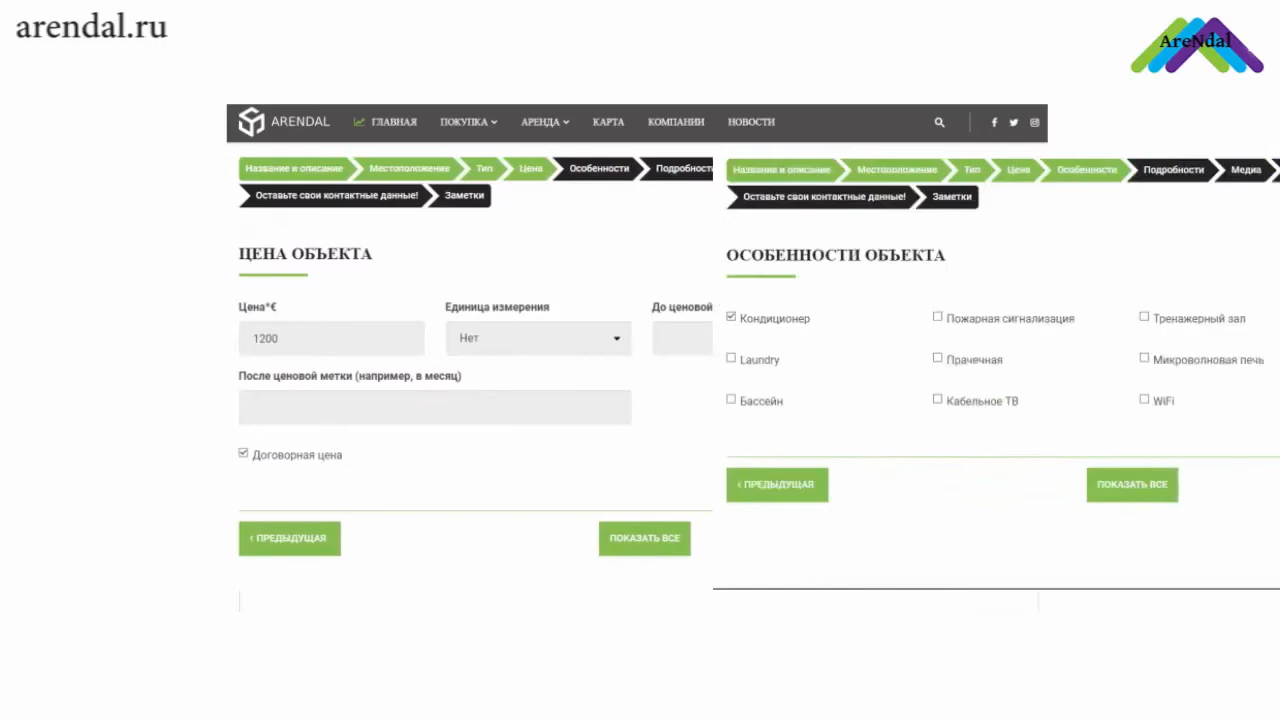 arendal.ru
AreNdal
ARENDAL ГЛАВНАЯ ПОКУПКА АРЕНДА КАРТА КОМПАНИИ НОВОСТИ
Название и описание Местоположение Тип Цена Особенности Подробност
Оставьте свои контактные данные! Заметки
ЦЕНА ОБЪЕКТА
Цена*€ Единица измерения До ценовой
1200 Нет
После ценовой метки (например, в месяц)
Договорная цена
‹ ПРЕДЫДУЩАЯ ПОКАЗАТЬ ВСЕ
Название и описание Местоположение Тип Цена Особенности Подробности Медиа
Оставьте свои контактные данные! Заметки
ОСОБЕННОСТИ ОБЪЕКТА
Кондиционер Пожарная сигнализация Тренажерный зал
Laundry Прачечная Микроволновая печь
Бассейн Кабельное ТВ WiFi
‹ ПРЕДЫДУЩАЯ ПОКАЗАТЬ ВСЕ